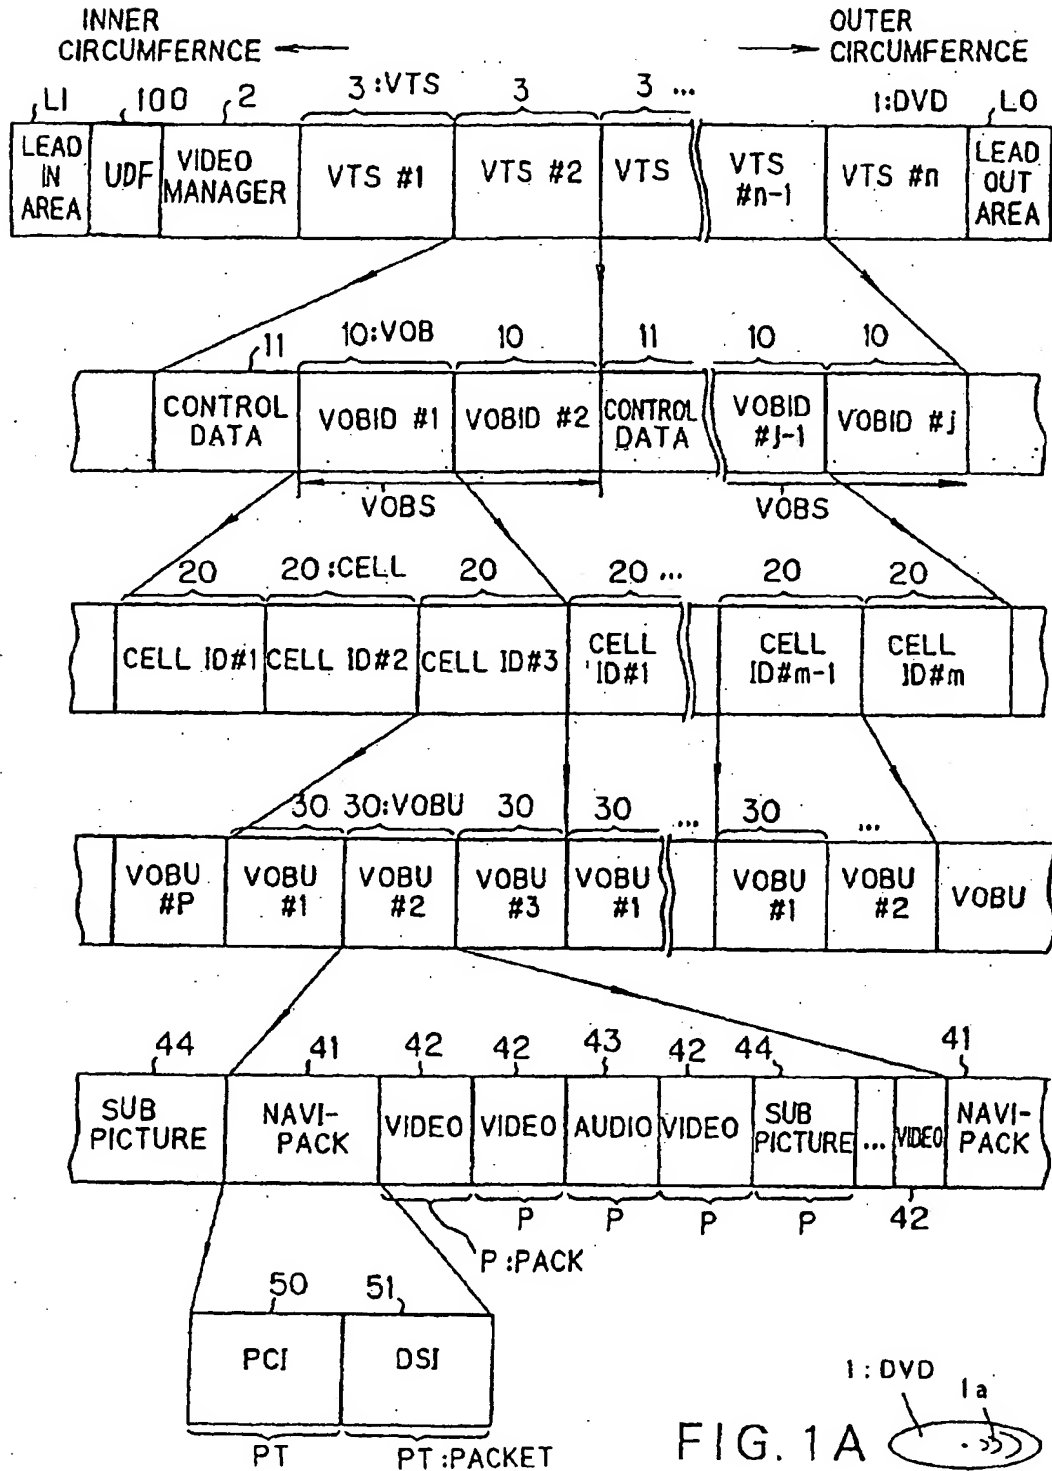 INNER CIRCUMFERNCE
OUTER CIRCUMFERNCE
LI 100 2 3:VTS 3 3 ... 1:DVD LO
LEAD IN AREA UDF VIDEO MANAGER VTS #1 VTS #2 VTS VTS #n-1 VTS #n LEAD OUT AREA
11 10:VOB 10 11 10 10
CONTROL DATA VOBID #1 VOBID #2 CONTROL DATA VOBID #j-1 VOBID #j
VOBS VOBS
20 20:CELL 20 20 ... 20 20
CELL ID#1 CELL ID#2 CELL ID#3 CELL ID#1 CELL ID#m-1 CELL ID#m
30 30:VOBU 30 30 ... 30 ...
VOBU #P VOBU #1 VOBU #2 VOBU #3 VOBU #1 VOBU #1 VOBU #2 VOBU
44 41 42 42 43 42 44 41
SUB PICTURE NAVI-PACK VIDEO VIDEO AUDIO VIDEO SUB PICTURE ... VIDEO NAVI-PACK
P P P P 42
P:PACK
50 51
PCI DSI
PT PT:PACKET
1:DVD 1a
FIG. 1A